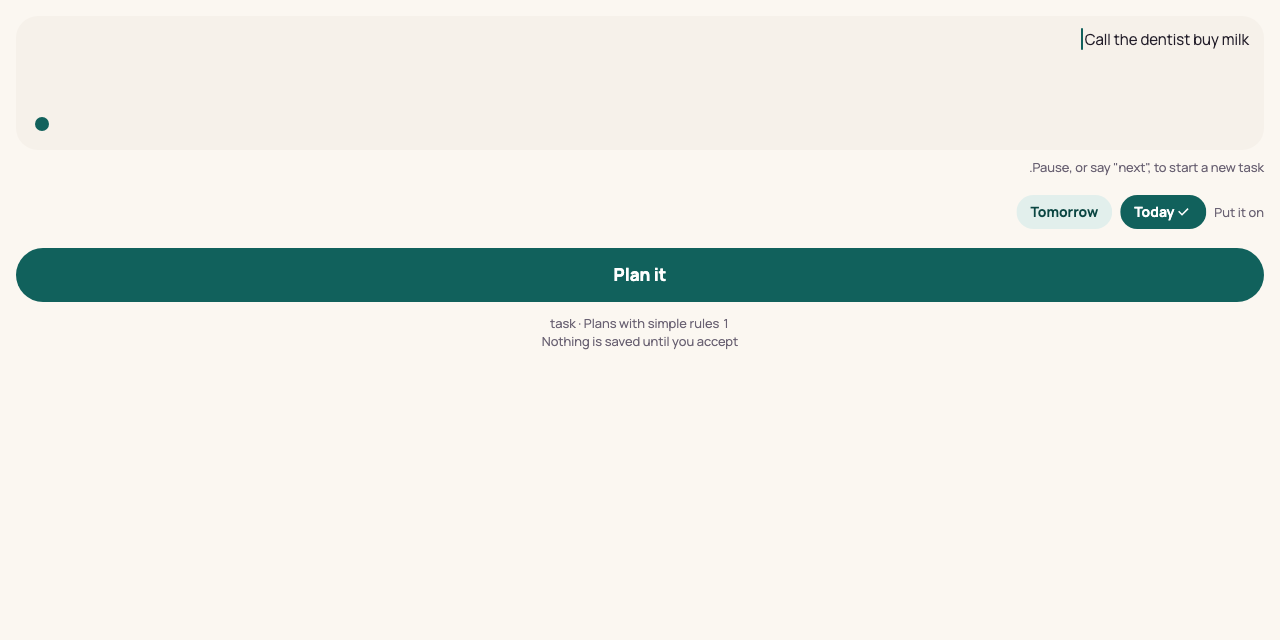 Call the dentist buy milk
.Pause, or say "next", to start a new task
Put it on
Today
Tomorrow
Plan it
task · Plans with simple rules 1
Nothing is saved until you accept